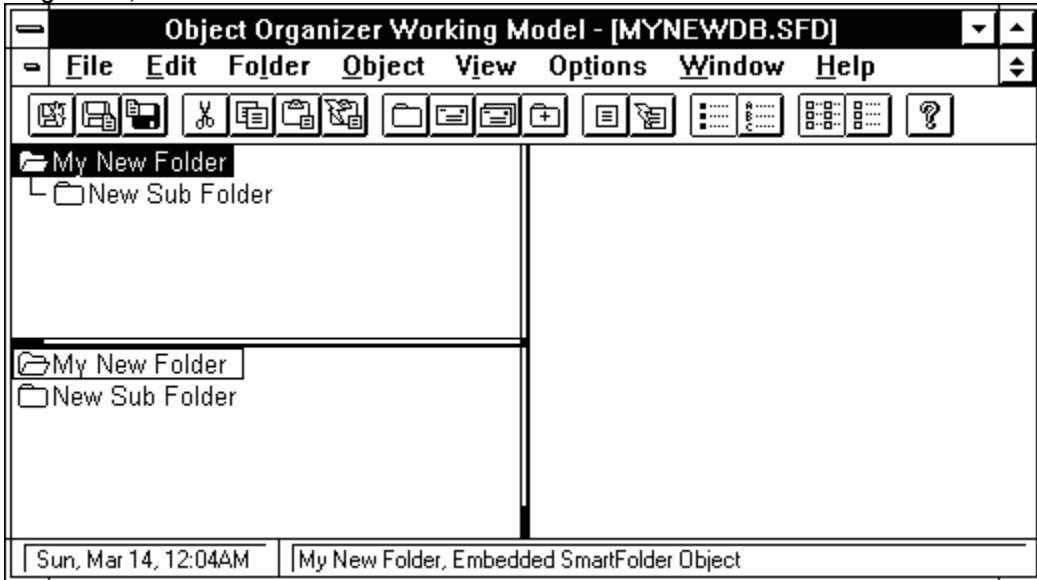 Object Organizer Working Model - [MYNEWDB.SFD]
File Edit Folder Object View Options Window Help
My New Folder
New Sub Folder
My New Folder
New Sub Folder
Sun, Mar 14, 12:04AM My New Folder, Embedded SmartFolder Object